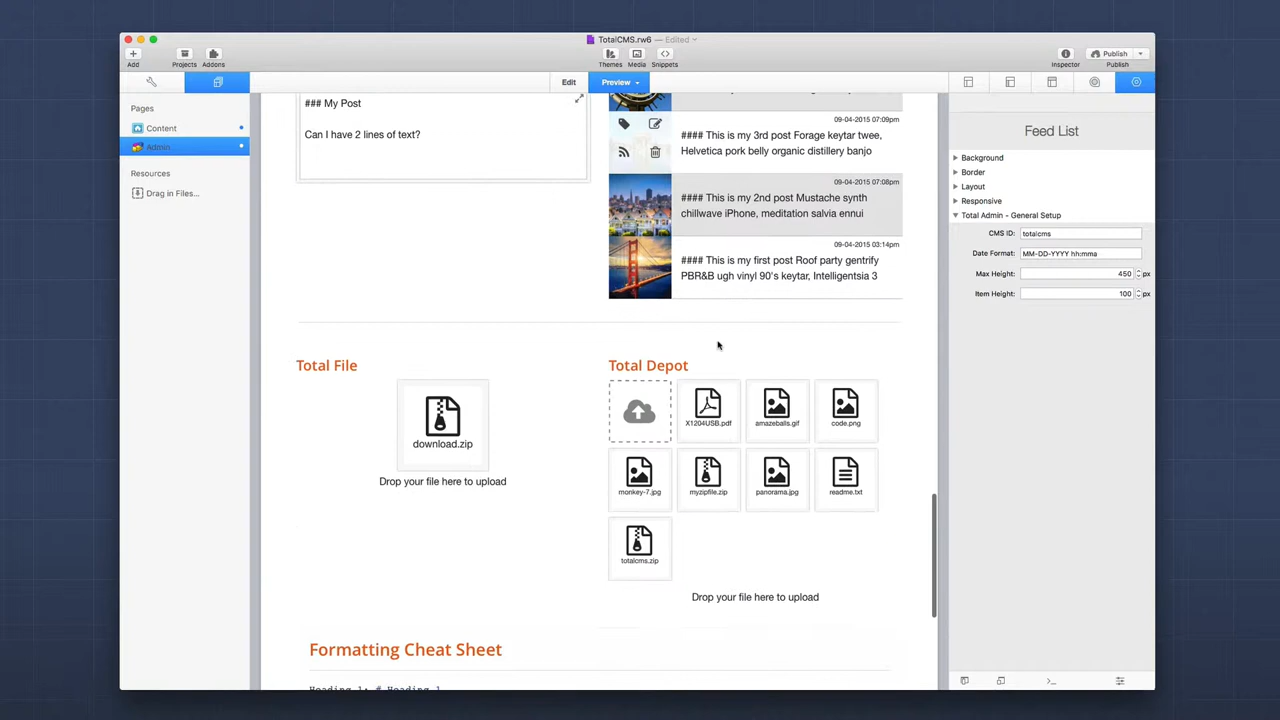 TotalCMS.rw6 — Edited
Add
Projects
Addons
Themes
Media
Snippets
Inspector
Publish
Publish
Edit
Preview
Pages
Content
Admin
Resources
Drag in Files...
### My Post
Can I have 2 lines of text?
09-04-2015 07:09pm
#### This is my 3rd post Forage keytar twee,
Helvetica pork belly organic distillery banjo
09-04-2015 07:08pm
#### This is my 2nd post Mustache synth
chillwave iPhone, meditation salvia ennui
09-04-2015 03:14pm
#### This is my first post Roof party gentrify
PBR&B ugh vinyl 90's keytar, Intelligentsia 3
Total File
download.zip
Drop your file here to upload
Total Depot
X1204USB.pdf
amazeballs.gif
code.png
monkey-7.jpg
myzipfile.zip
panorama.jpg
readme.txt
totalcms.zip
Drop your file here to upload
Formatting Cheat Sheet
Heading 1: # Heading 1
Feed List
Background
Border
Layout
Responsive
Total Admin - General Setup
CMS ID: totalcms
Date Format: MM-DD-YYYY hh:mma
Max Height: 450 px
Item Height: 100 px